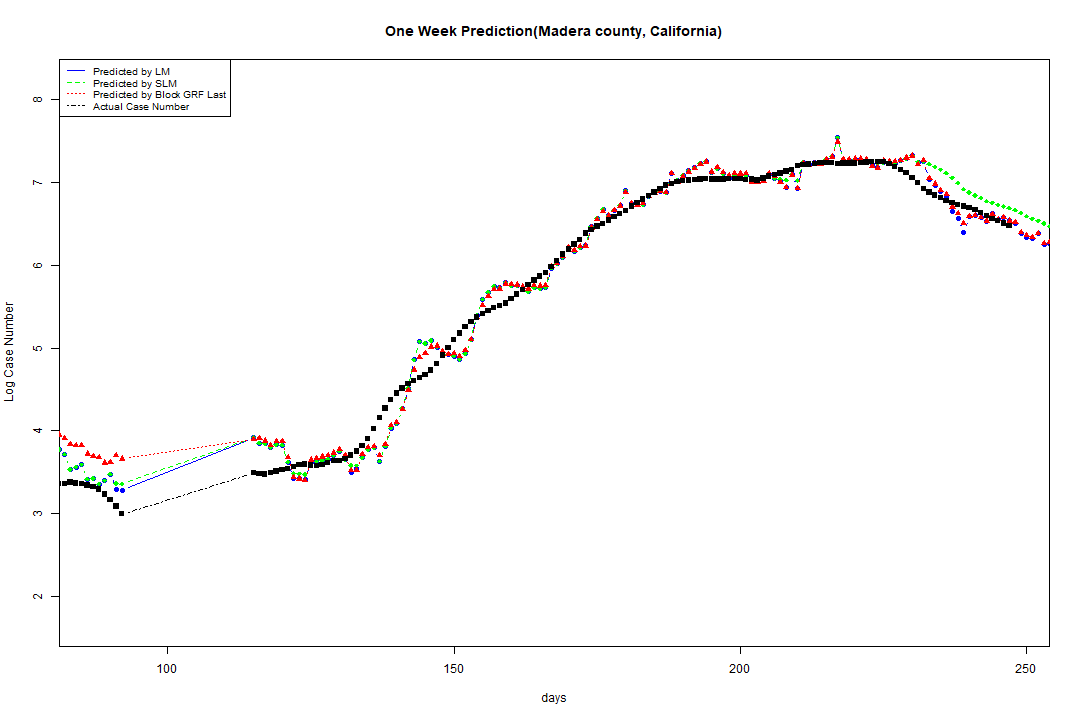 One Week Prediction(Madera county, California)
Predicted by LM
Predicted by SLM
Predicted by Block GRF Last
Actual Case Number
8
7
6
5
4
3
2
Log Case Number
100
150
200
250
days